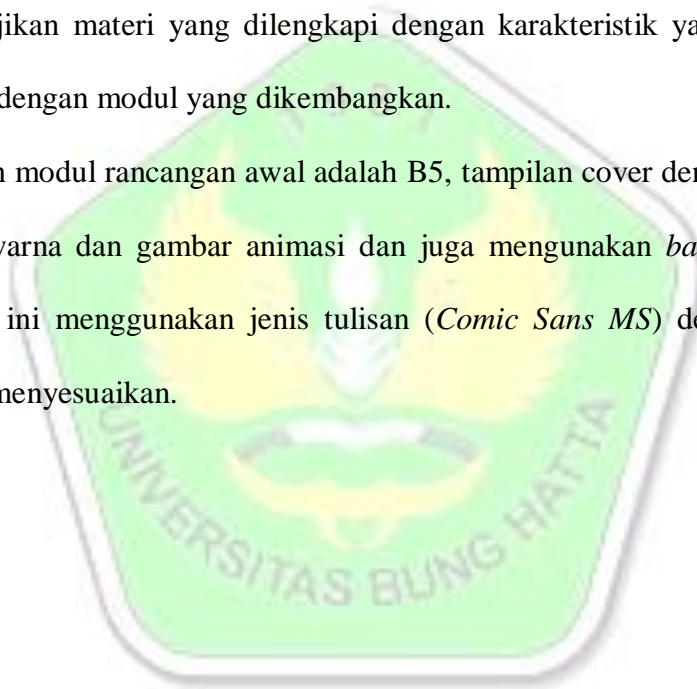 jikan materi yang dilengkapi dengan karakteristik ya
dengan modul yang dikembangkan.
n modul rancangan awal adalah B5, tampilan cover der
warna dan gambar animasi dan juga mengunakan ba
ini menggunakan jenis tulisan (Comic Sans MS) de
menyesuaikan.
UNIVERSITAS BUNG HATTA